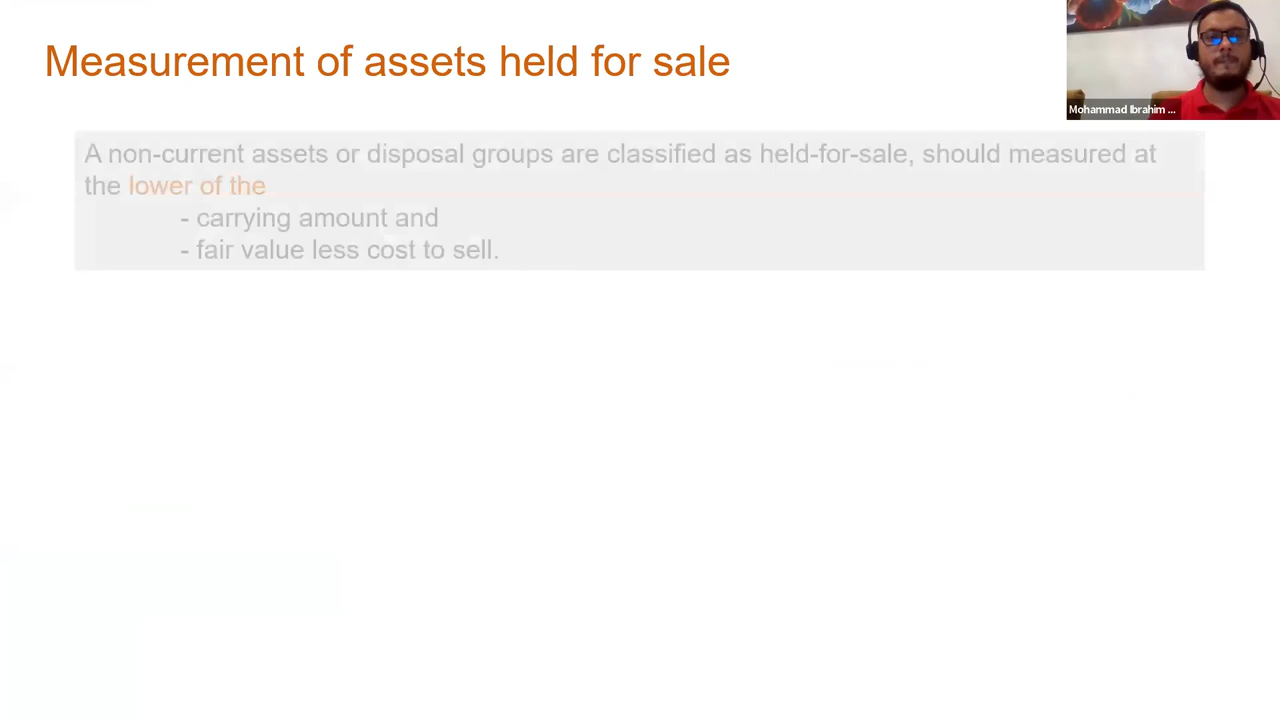 Measurement of assets held for sale
Mohammad Ibrahim ...
A non-current assets or disposal groups are classified as held-for-sale, should measured at
the lower of the
- carrying amount and
- fair value less cost to sell.